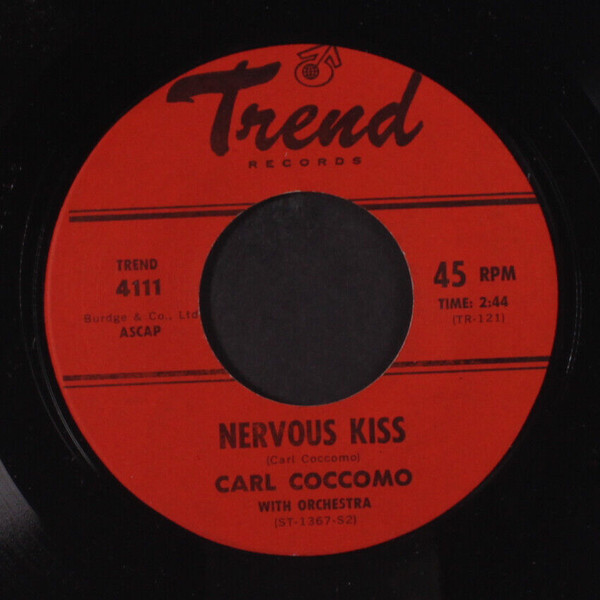 Trend
RECORDS
TREND
4111
Burdge & Co., Ltd
ASCAP
45 RPM
TIME: 2:44
(TR-121)
NERVOUS KISS
(Carl Coccomo)
CARL COCCOMO
WITH ORCHESTRA
(ST-1367-S2)